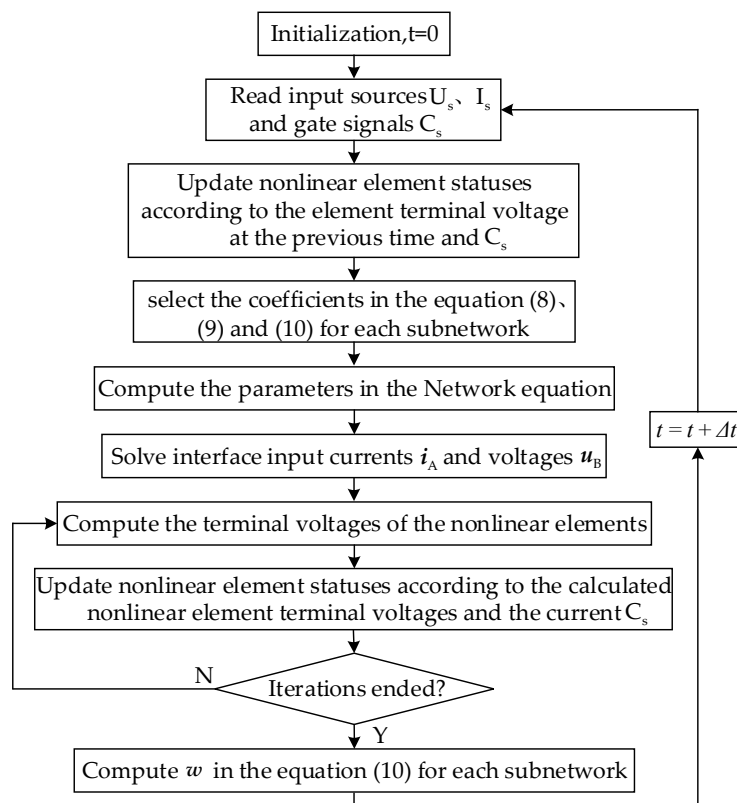 Initialization,t=0
Read input sources Uₛ、Iₛ
and gate signals Cₛ
Update nonlinear element statuses
according to the element terminal voltage
at the previous time and Cₛ
select the coefficients in the equation (8)、
(9) and (10) for each subnetwork
Compute the parameters in the Network equation
t = t + Δt
Solve interface input currents i_A and voltages u_B
Compute the terminal voltages of the nonlinear elements
Update nonlinear element statuses according to the calculated
nonlinear element terminal voltages and the current Cₛ
N
Iterations ended?
Y
Compute w in the equation (10) for each subnetwork